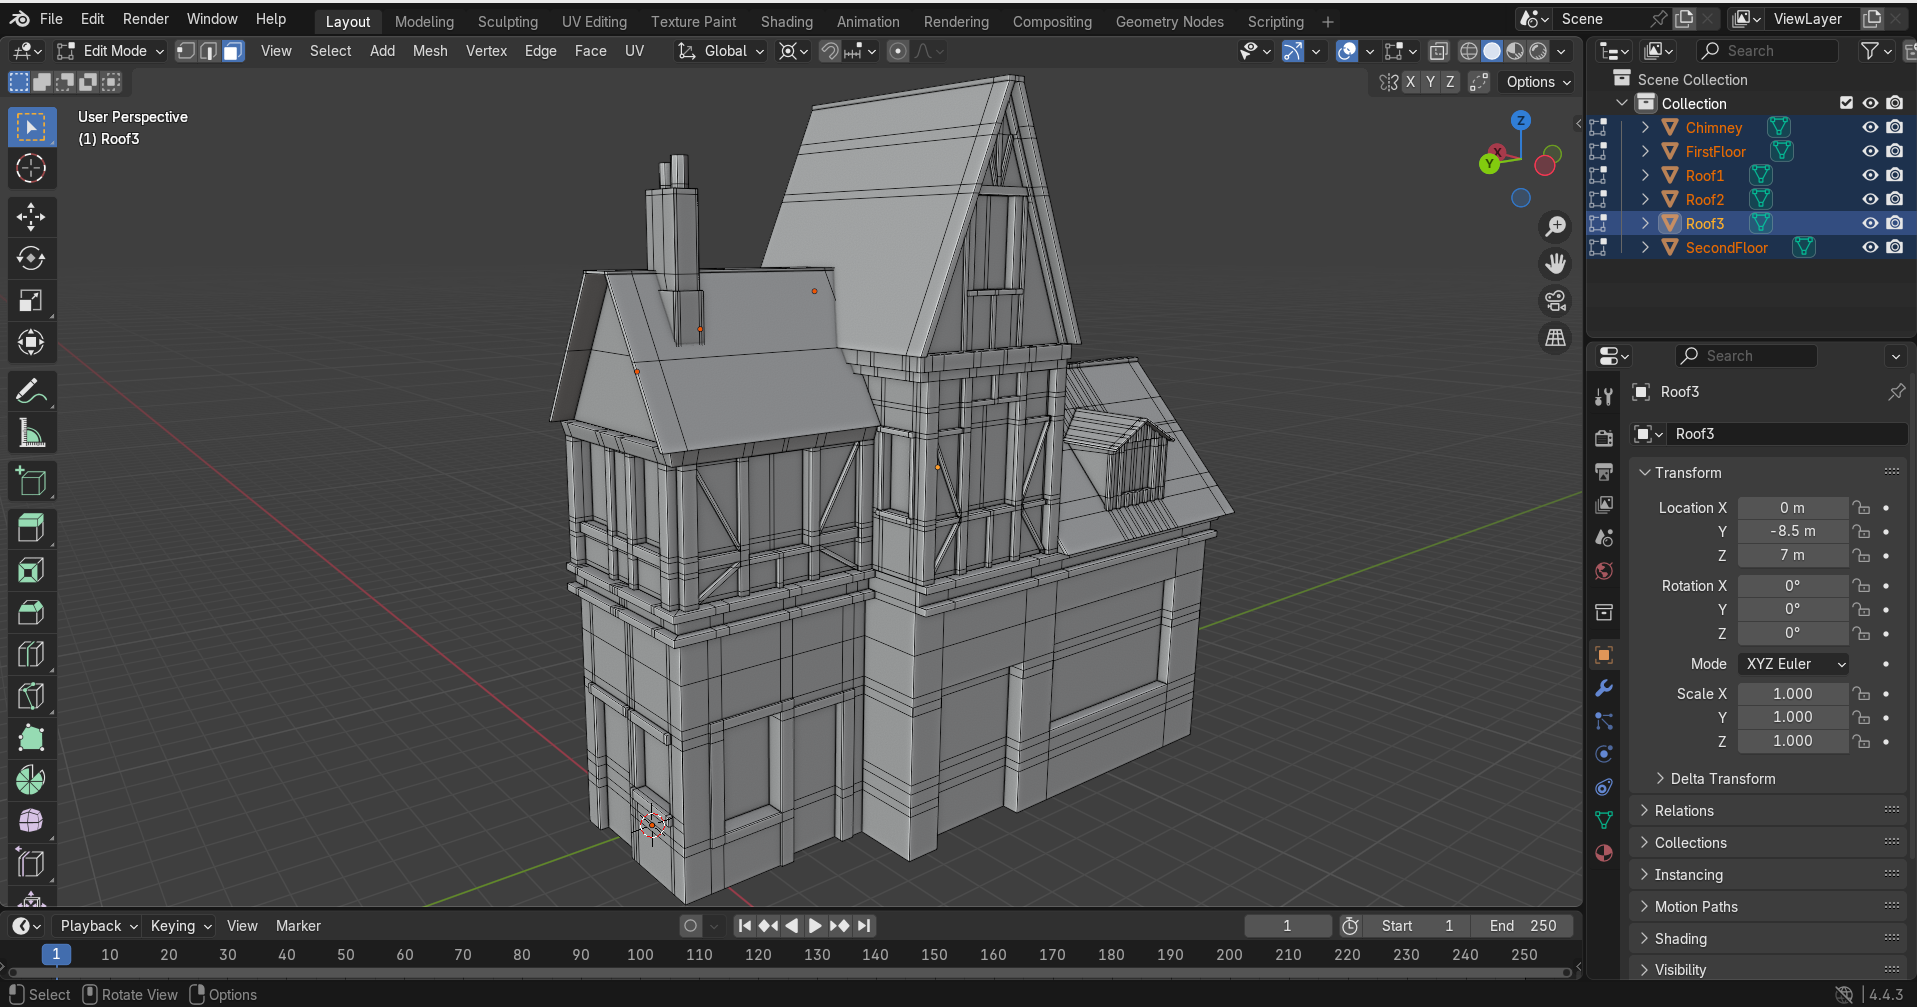 File Edit Render Window Help Layout Modeling Sculpting UV Editing Texture Paint Shading Animation Rendering Compositing Geometry Nodes Scripting + Scene ViewLayer
Edit Mode View Select Add Mesh Vertex Edge Face UV Global Search
X Y Z Options
Scene Collection
Collection
Chimney
FirstFloor
Roof1
Roof2
Roof3
SecondFloor
User Perspective
(1) Roof3
Z
X
Y
Search
Roof3
Roof3
Transform
Location X 0 m
Y -8.5 m
Z 7 m
Rotation X 0°
Y 0°
Z 0°
Mode XYZ Euler
Scale X 1.000
Y 1.000
Z 1.000
Delta Transform
Relations
Collections
Instancing
Motion Paths
Shading
Visibility
Playback Keying View Marker 1 Start 1 End 250
1 10 20 30 40 50 60 70 80 90 100 110 120 130 140 150 160 170 180 190 200 210 220 230 240 250
Select Rotate View Options 4.4.3